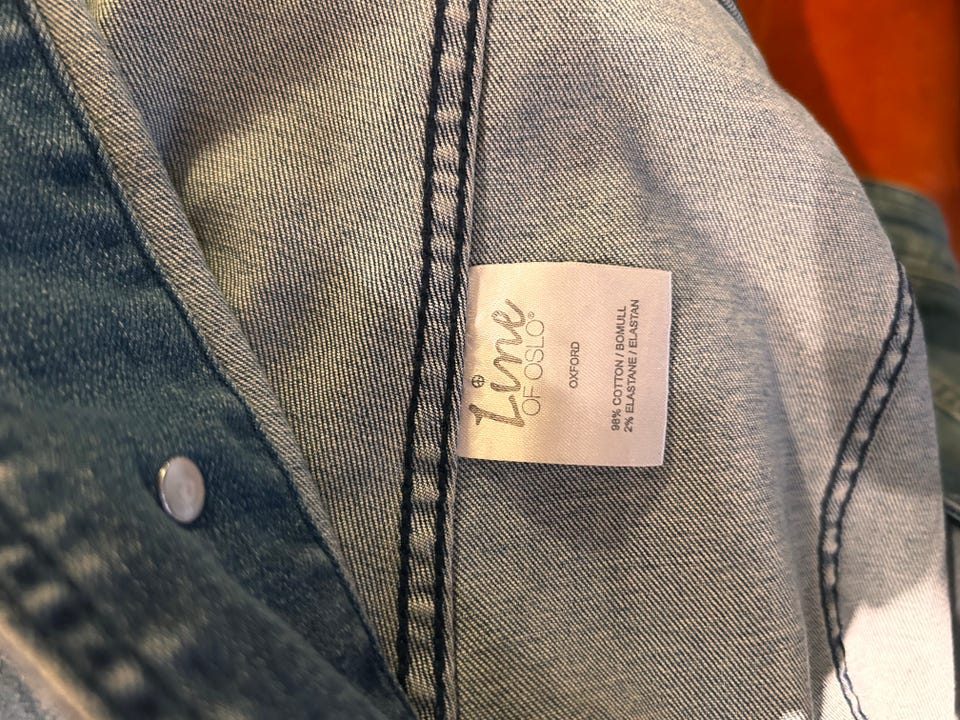 Line
OF OSLO®
OXFORD
98% COTTON / BOMULL
2% ELASTANE / ELASTAN